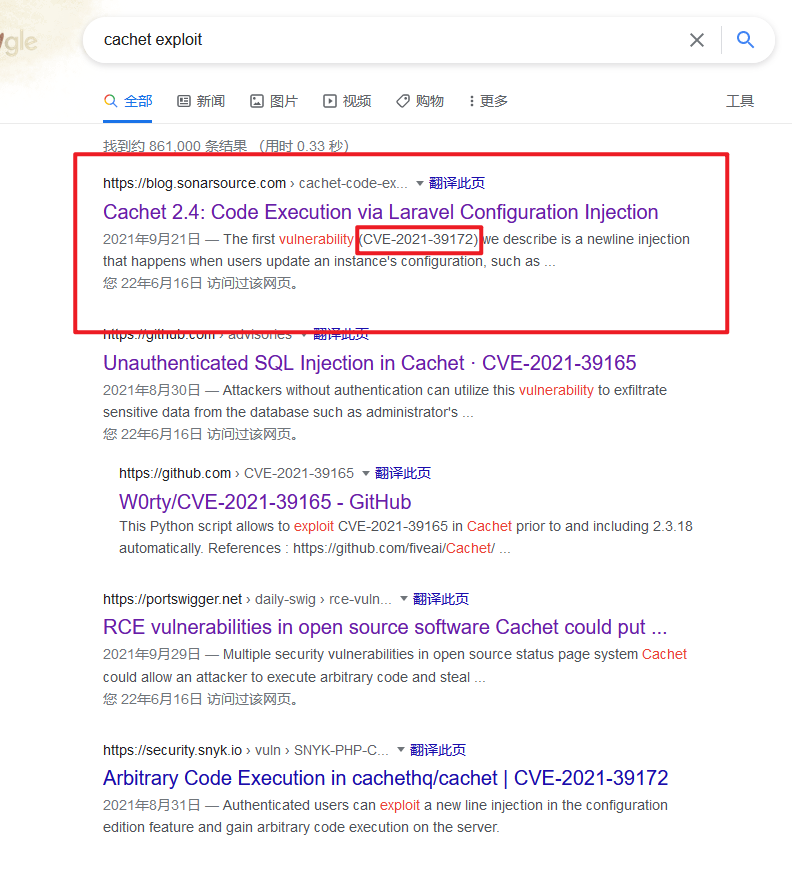 gle
cachet exploit
全部 新闻 图片 视频 购物 更多 工具
找到约 861,000 条结果 （用时 0.33 秒）
https://blog.sonarsource.com › cachet-code-ex... 翻译此页
Cachet 2.4: Code Execution via Laravel Configuration Injection
2021年9月21日 — The first vulnerability (CVE-2021-39172) we describe is a newline injection
that happens when users update an instance's configuration, such as ...
您 22年6月16日 访问过该网页。
https://github.com › advisories 翻译此页
Unauthenticated SQL Injection in Cachet · CVE-2021-39165
2021年8月30日 — Attackers without authentication can utilize this vulnerability to exfiltrate
sensitive data from the database such as administrator's ...
您 22年6月16日 访问过该网页。
https://github.com › CVE-2021-39165 翻译此页
W0rty/CVE-2021-39165 - GitHub
This Python script allows to exploit CVE-2021-39165 in Cachet prior to and including 2.3.18
automatically. References : https://github.com/fiveai/Cachet/ ...
https://portswigger.net › daily-swig › rce-vuln... 翻译此页
RCE vulnerabilities in open source software Cachet could put ...
2021年9月29日 — Multiple security vulnerabilities in open source status page system Cachet
could allow an attacker to execute arbitrary code and steal ...
您 22年6月16日 访问过该网页。
https://security.snyk.io › vuln › SNYK-PHP-C... 翻译此页
Arbitrary Code Execution in cachethq/cachet | CVE-2021-39172
2021年8月31日 — Authenticated users can exploit a new line injection in the configuration
edition feature and gain arbitrary code execution on the server.